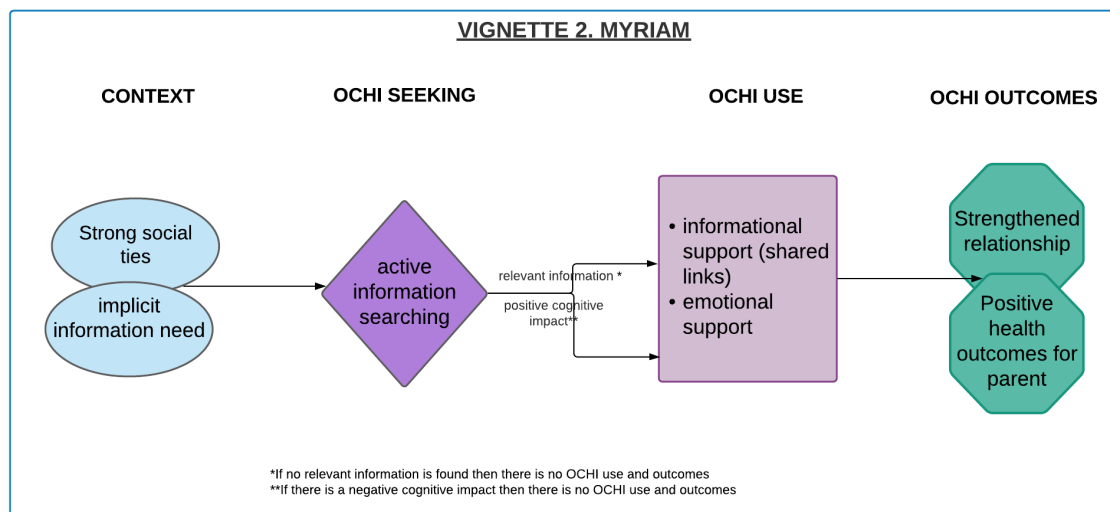 VIGNETTE 2. MYRIAM
CONTEXT
OCHI SEEKING
OCHI USE
OCHI OUTCOMES
Strong social
ties
implicit
information need
active
information
searching
relevant information *
positive cognitive
impact**
• informational
support (shared
links)
• emotional
support
Strengthened
relationship
Positive
health
outcomes for
parent
*If no relevant information is found then there is no OCHI use and outcomes
**If there is a negative cognitive impact then there is no OCHI use and outcomes